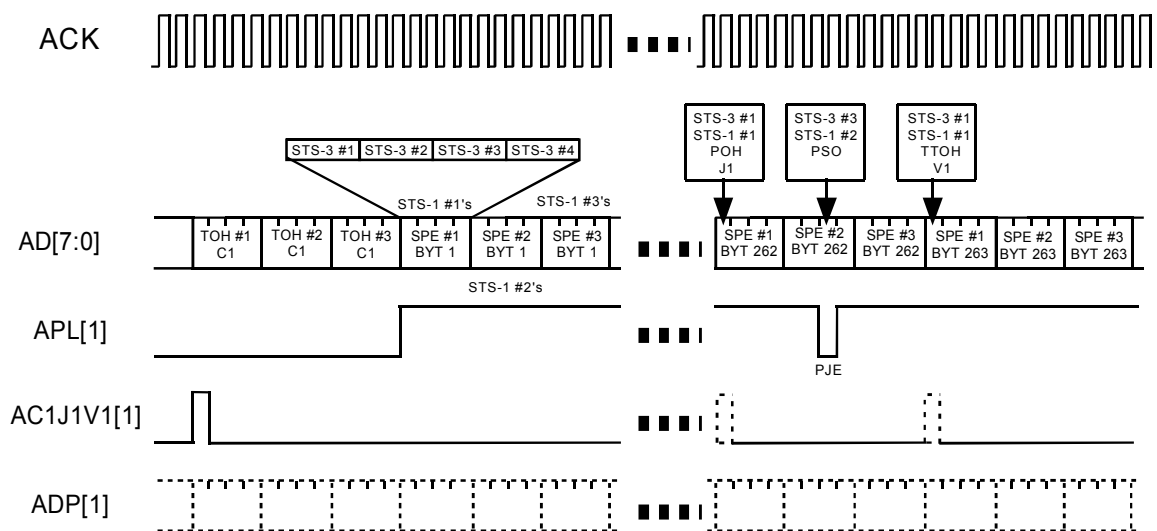 ACK
STS-3 #1
STS-1 #1
POH
J1
STS-3 #3
STS-1 #2
PSO
STS-3 #1
STS-1 #1
TTOH
V1
STS-3 #1 STS-3 #2 STS-3 #3 STS-3 #4
STS-1 #1's
STS-1 #3's
AD[7:0]
TOH #1
C1
TOH #2
C1
TOH #3
C1
SPE #1
BYT 1
SPE #2
BYT 1
SPE #3
BYT 1
SPE #1
BYT 262
SPE #2
BYT 262
SPE #3
BYT 262
SPE #1
BYT 263
SPE #2
BYT 263
SPE #3
BYT 263
STS-1 #2's
APL[1]
PJE
AC1J1V1[1]
ADP[1]